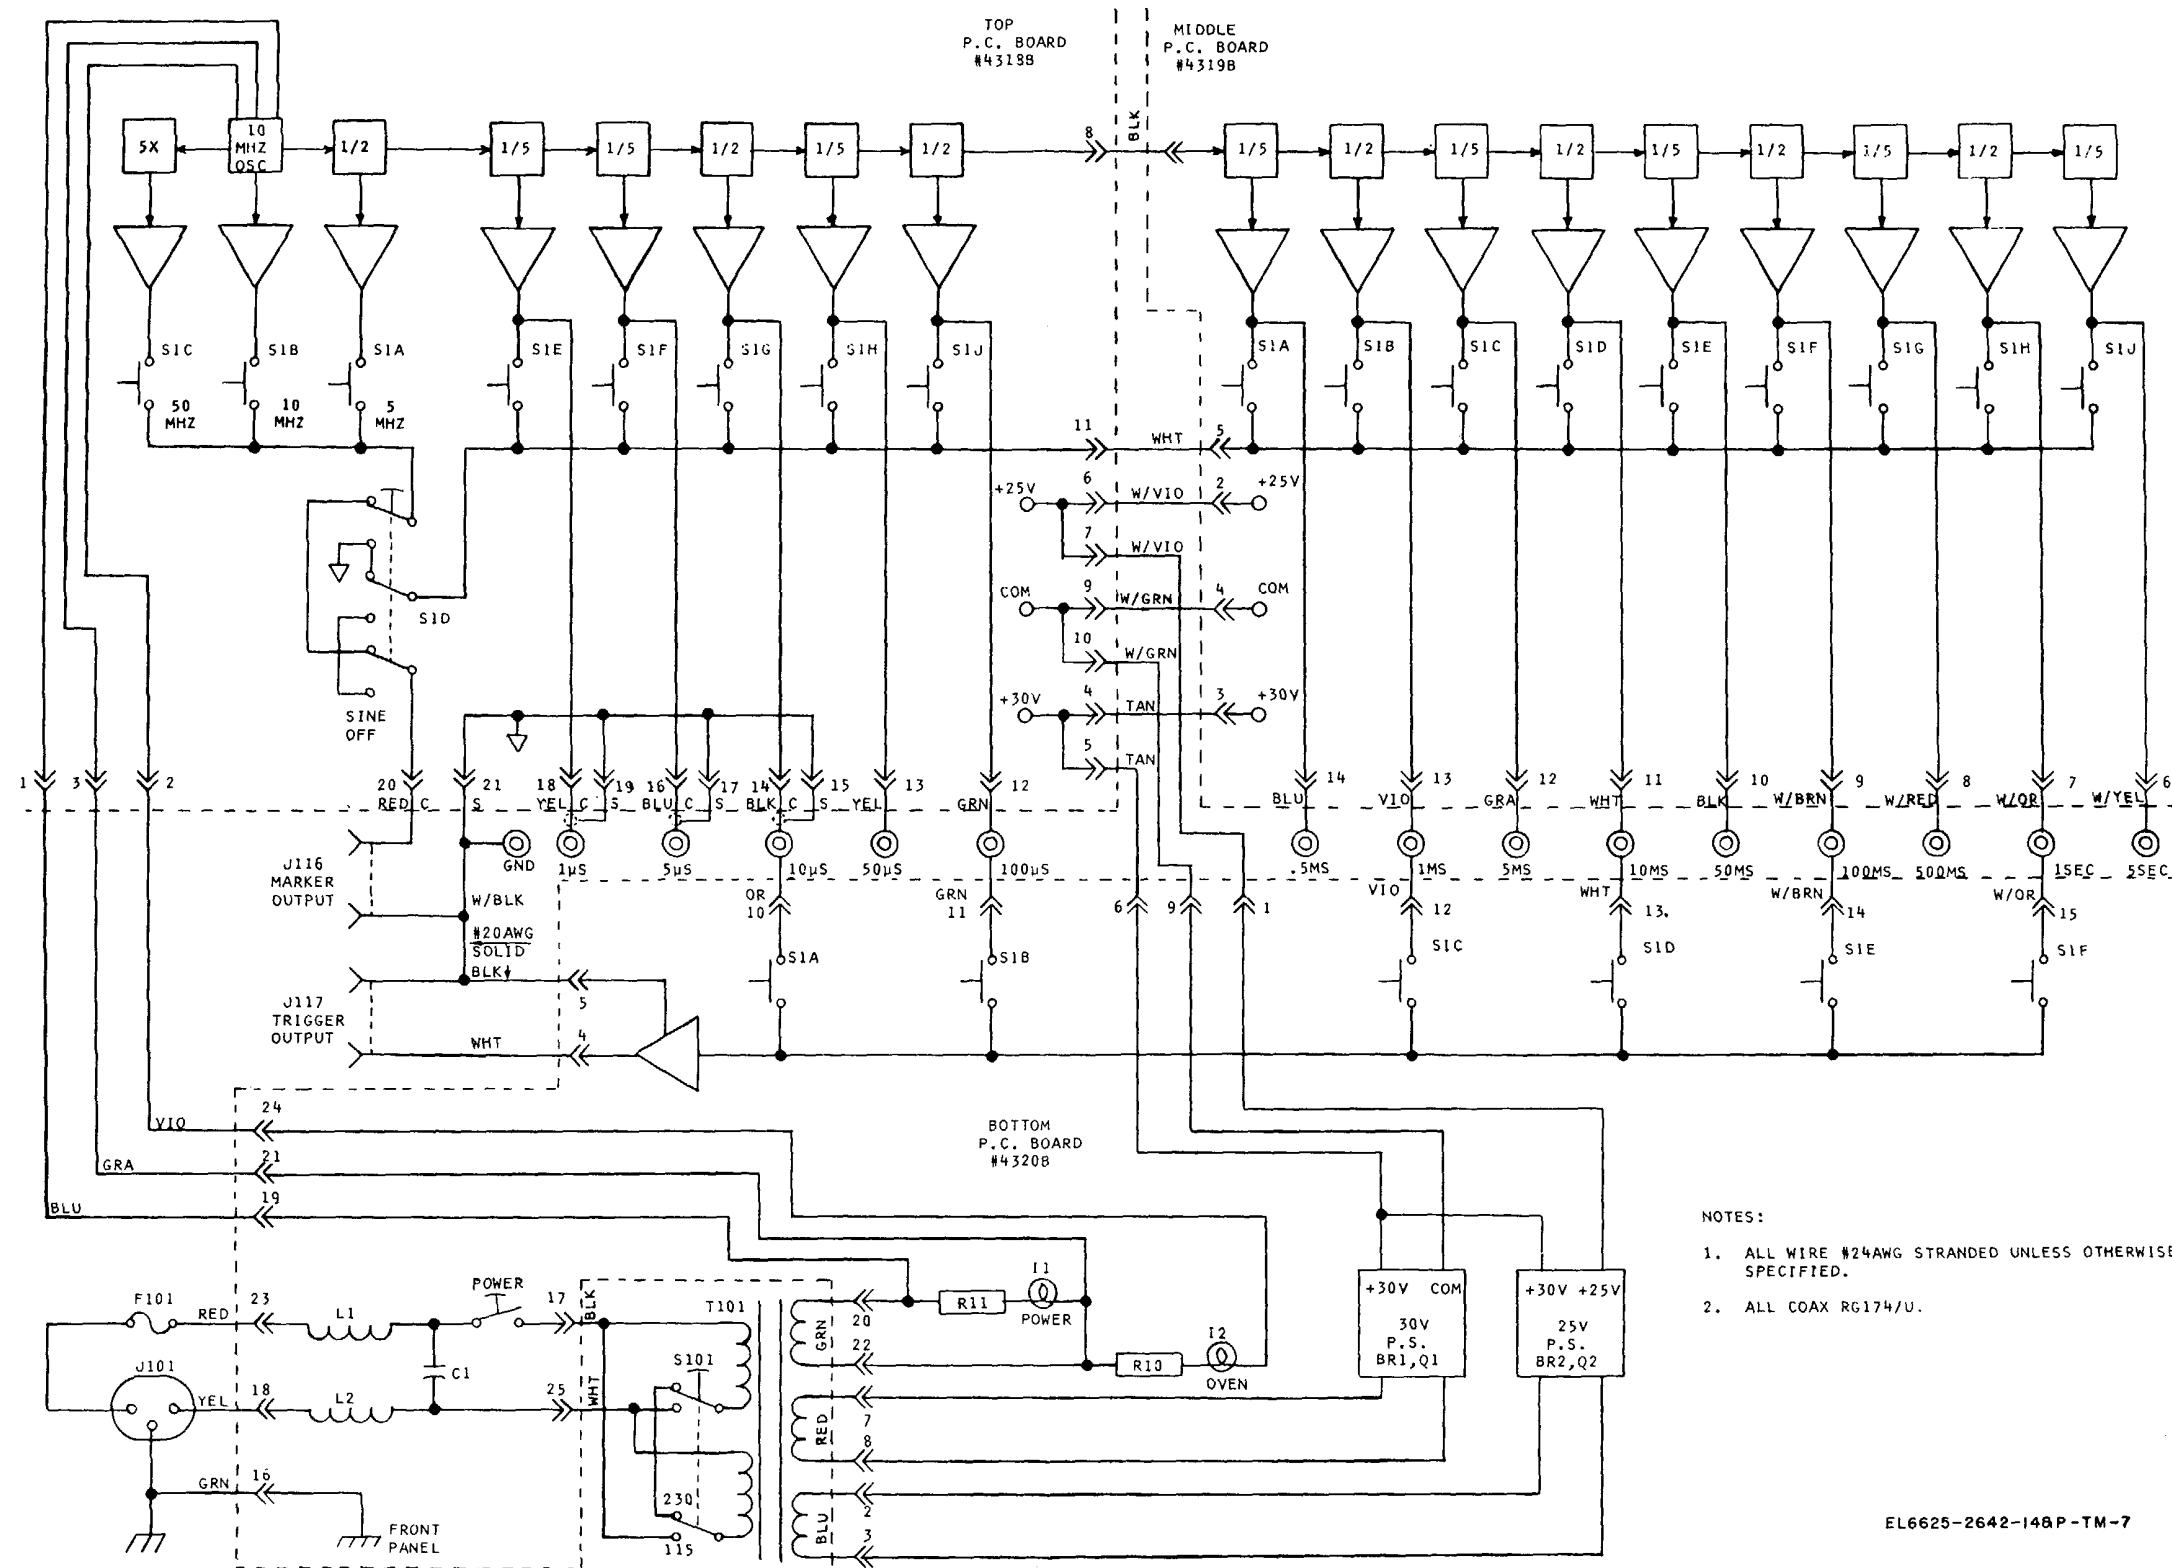 TOP
P.C. BOARD
#4318B
MIDDLE
P.C. BOARD
#4319B
5X
10
MHZ
OSC
1/2
1/5
1/5
1/2
1/5
1/2
8
BLK
1/5
1/2
1/5
1/2
1/5
1/2
1/5
1/2
1/5
S1C
S1B
S1A
S1E
S1F
S1G
S1H
S1J
S1A
S1B
S1C
S1D
S1E
S1F
S1G
S1H
S1J
50
MHZ
10
MHZ
5
MHZ
11
WHT
5
+25V
6
W/VIO
2
+25V
7
W/VIO
COM
9
W/GRN
4
COM
10
W/GRN
+30V
4
TAN
3
+30V
5
TAN
S1D
SINE
OFF
1
3
2
20
21
18
19
16
17
14
15
13
12
14
13
12
11
10
9
8
7
6
RED C
S
YEL C
S
BLU C
S
BLK C
S
YEL
GRN
BLU
VIO
GRA
WHT
BLK
W/BRN
W/RED
W/OR
W/YEL
J116
MARKER
OUTPUT
GND
1µS
5µS
10µS
50µS
100µS
.5MS
1MS
5MS
10MS
50MS
100MS
500MS
1SEC
5SEC
W/BLK
#20AWG
SOLID
BLK
OR
10
GRN
11
6
9
1
VIO
12
WHT
13.
W/BRN
14
W/OR
15
S1A
S1B
S1C
S1D
S1E
S1F
J117
TRIGGER
OUTPUT
5
WHT
4
BOTTOM
P.C. BOARD
#4320B
VIO
24
GRA
21
BLU
19
NOTES:
1. ALL WIRE #24AWG STRANDED UNLESS OTHERWISE
SPECIFIED.
2. ALL COAX RG174/U.
F101
RED
23
L1
POWER
17
BLK
T101
GRN
20
22
R11
I1
POWER
R10
I2
OVEN
+30V COM
30V
P.S.
BR1,Q1
+30V +25V
25V
P.S.
BR2,Q2
J101
YEL
18
L2
C1
25
WHT
S101
RED
7
8
GRN
16
FRONT
PANEL
230
115
BLU
2
3
EL6625-2642-14&P-TM-7